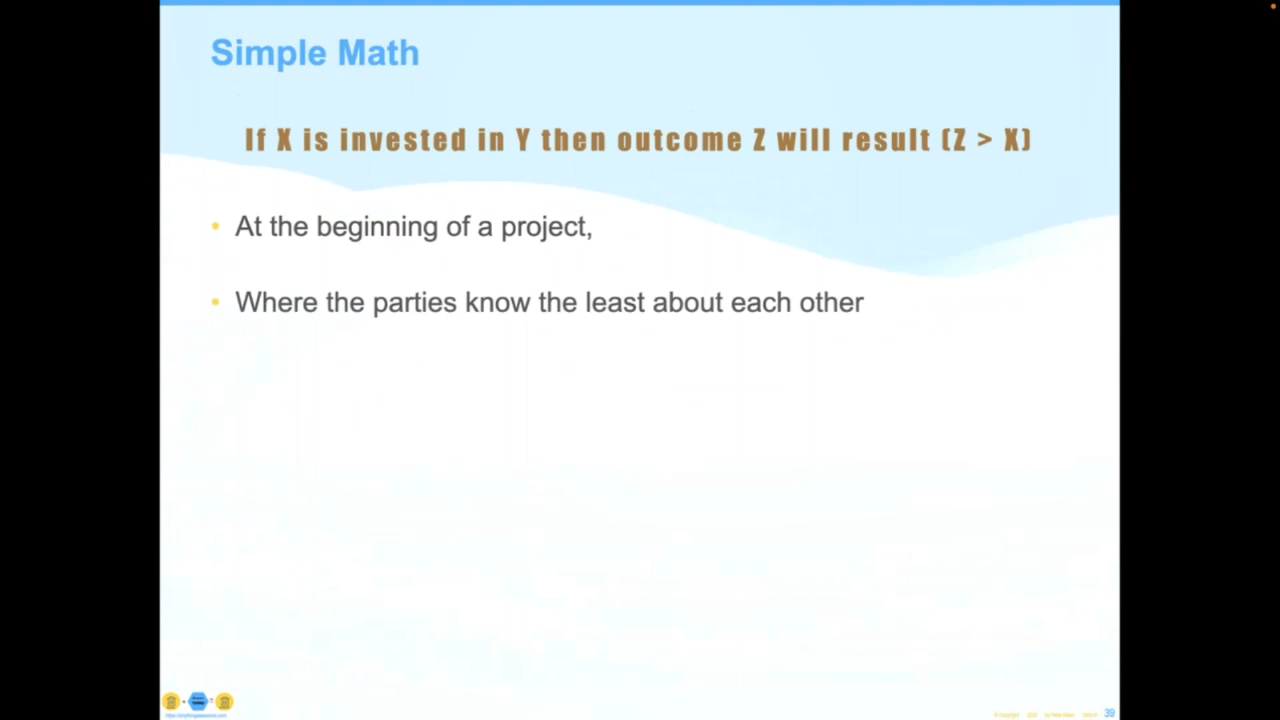 Simple Math
If X is invested in Y then outcome Z will result (Z > X)
• At the beginning of a project,
• Where the parties know the least about each other
39